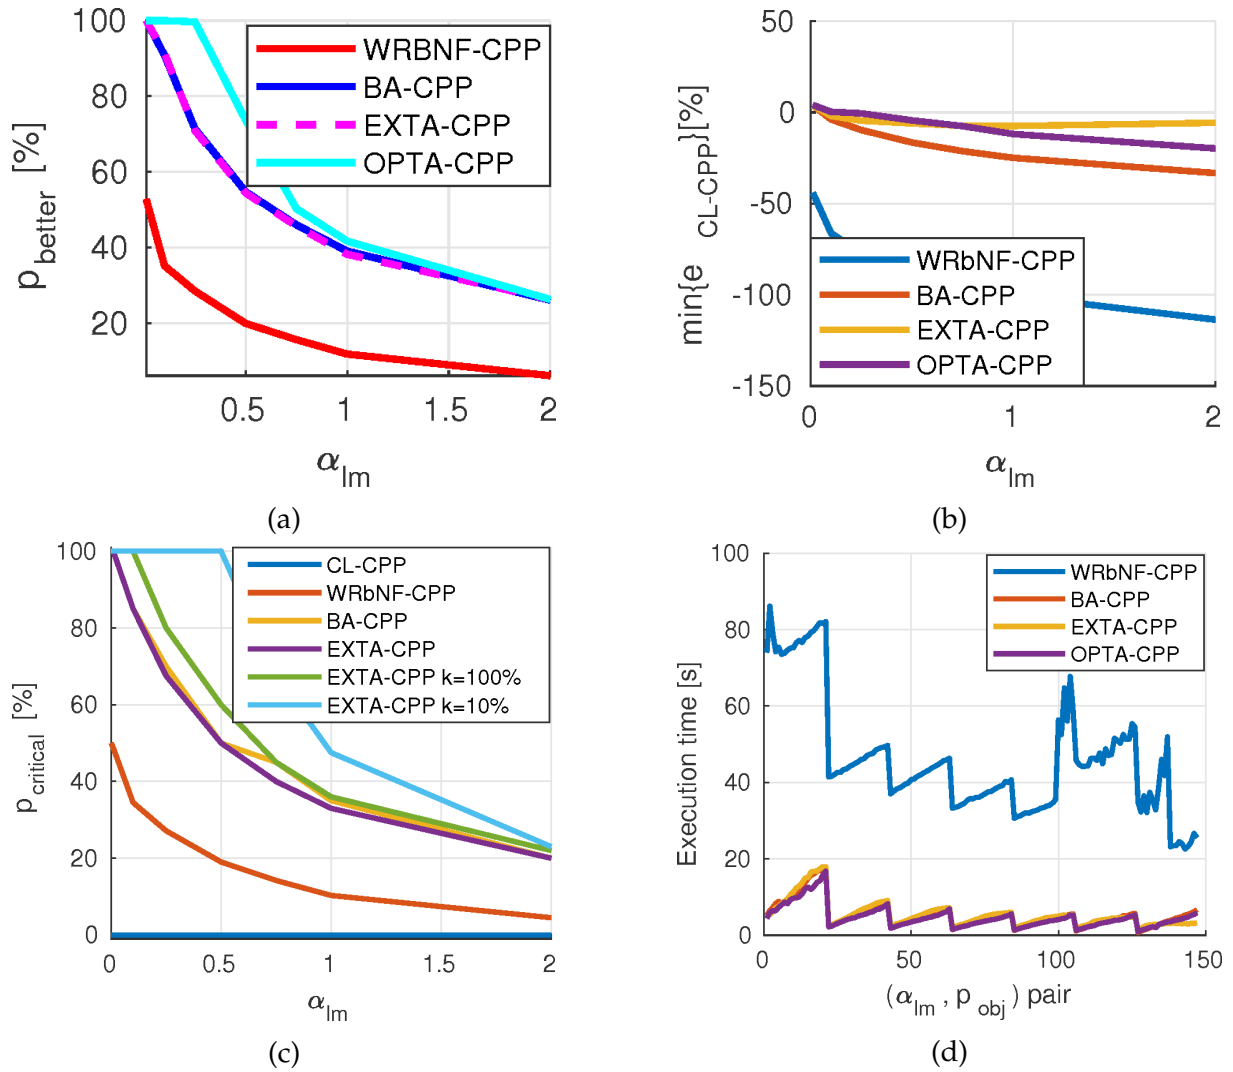 100
80
60
40
20
p_better [%]
0.5
1
1.5
2
α_lm
WRBNF-CPP
BA-CPP
EXTA-CPP
OPTA-CPP
(a)
50
0
-50
-100
-150
min{e_CL-CPP}[%]
0
1
2
α_lm
WRbNF-CPP
BA-CPP
EXTA-CPP
OPTA-CPP
(b)
100
80
60
40
20
0
p_critical [%]
0
0.5
1
1.5
2
α_lm
CL-CPP
WRbNF-CPP
BA-CPP
EXTA-CPP
EXTA-CPP k=100%
EXTA-CPP k=10%
(c)
100
80
60
40
20
0
Execution time [s]
0
50
100
150
(α_lm, p_obj) pair
WRbNF-CPP
BA-CPP
EXTA-CPP
OPTA-CPP
(d)